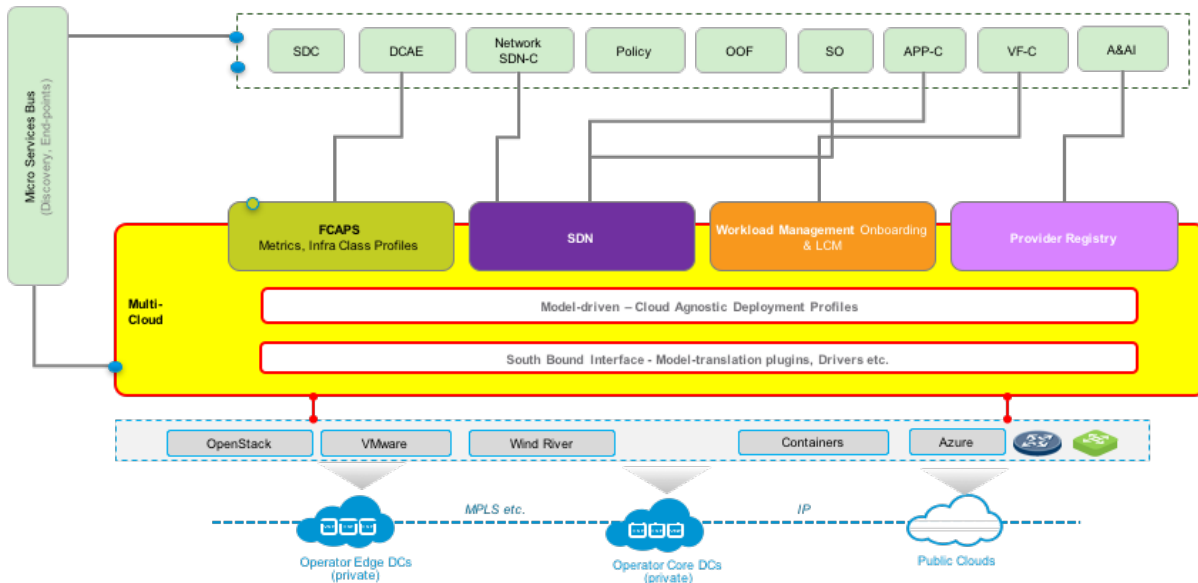 Micro Services Bus
(Discovery, End-points)
SDC
DCAE
Network
SDN-C
Policy
OOF
SO
APP-C
VF-C
A&AI
FCAPS
Metrics, Infra Class Profiles
SDN
Workload Management Onboarding
& LCM
Provider Registry
Multi-
Cloud
Model-driven – Cloud Agnostic Deployment Profiles
South Bound Interface - Model-translation plugins, Drivers etc.
OpenStack
VMware
Wind River
Containers
Azure
MPLS etc.
IP
Operator Edge DCs
(private)
Operator Core DCs
(private)
Public Clouds